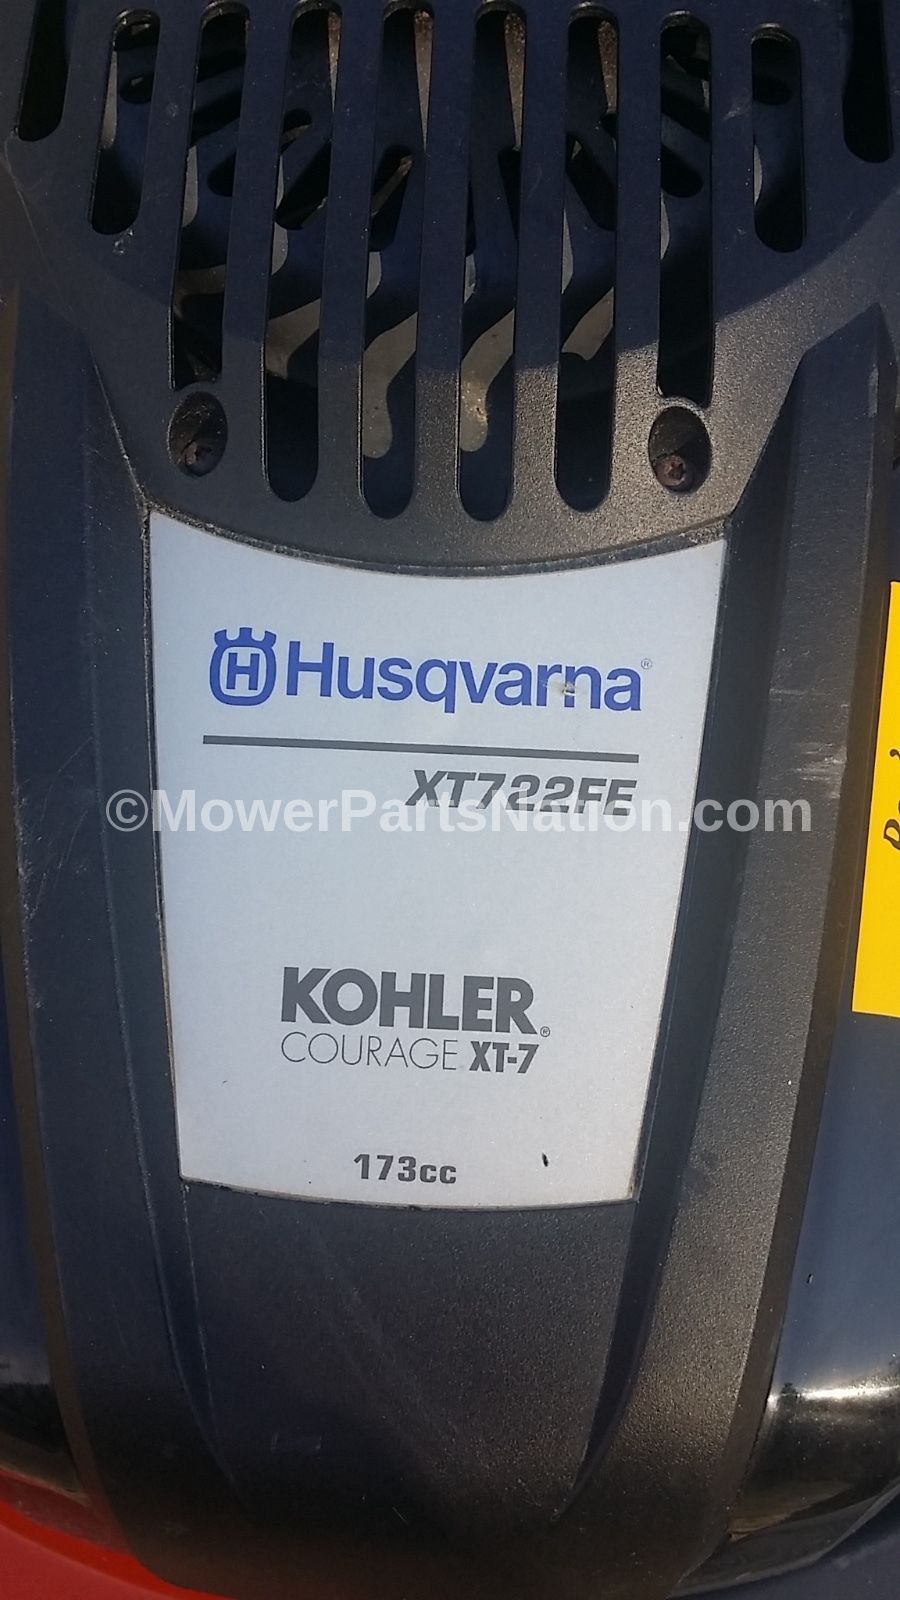 H Husqvarna®
XT722FE
©MowerPartsNation.com
KOHLER®
COURAGE XT-7
173cc